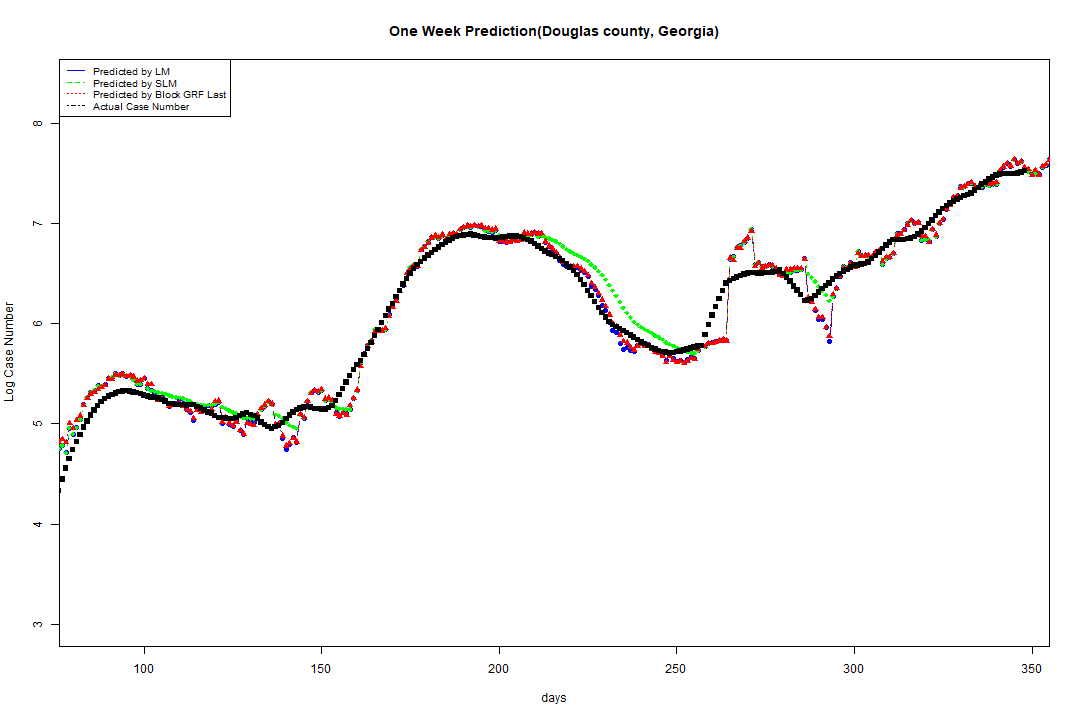 One Week Prediction(Douglas county, Georgia)
Predicted by LM
Predicted by SLM
Predicted by Block GRF Last
Actual Case Number
8
7
6
5
4
3
Log Case Number
100 150 200 250 300 350
days